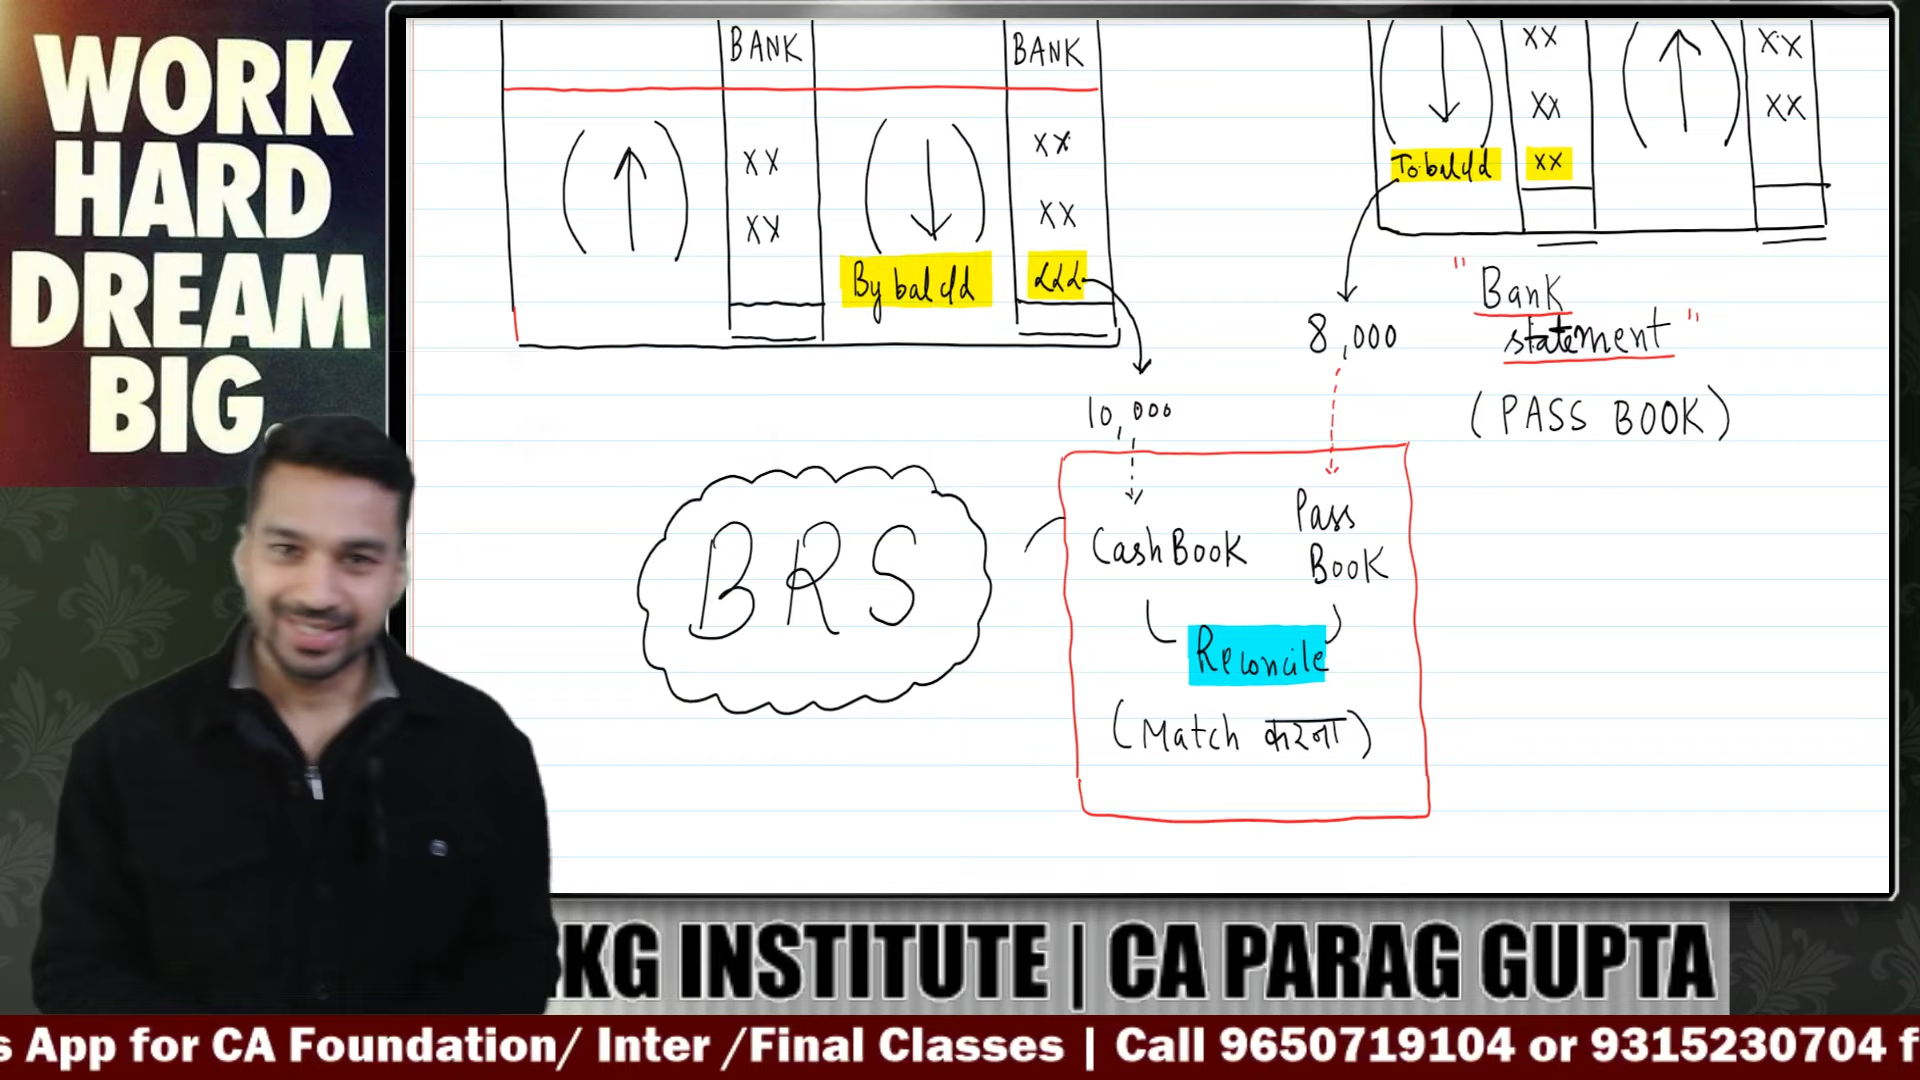 WORK
HARD
DREAM
BIG.
BANK
BANK
XX
XX
XX
XX
By bal c/d
XX
XX
XX
XX
To bal c/d
XX
10,000
8,000
"Bank
statement"
(PASS BOOK)
BRS
CashBook
Pass
Book
Reconcile
(Match करना)
KG INSTITUTE | CA PARAG GUPTA
s App for CA Foundation/ Inter /Final Classes | Call 9650719104 or 9315230704 f